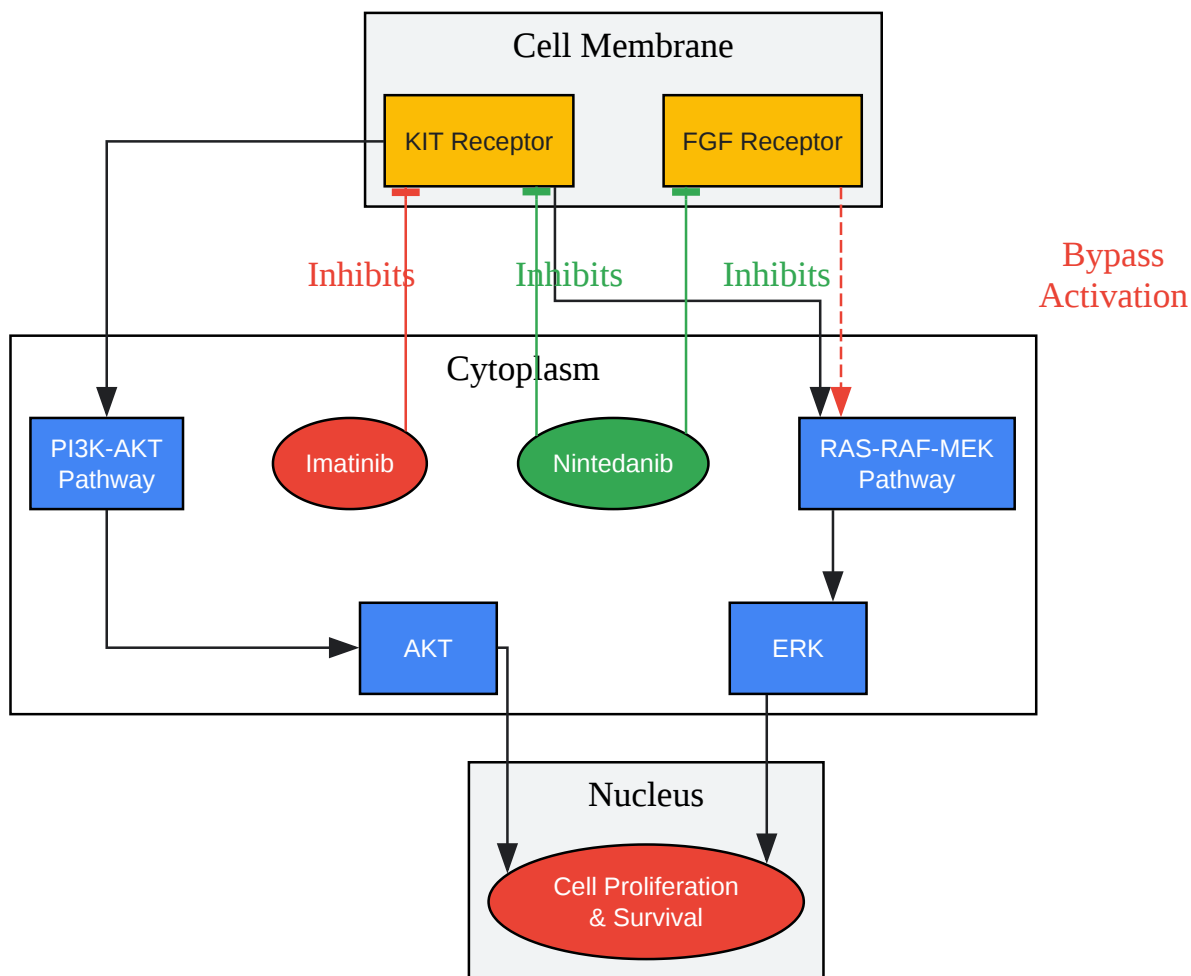 Cell Membrane
KIT Receptor
FGF Receptor
Inhibits
Inhibits
Inhibits
Bypass
Activation
Cytoplasm
PI3K-AKT
Pathway
Imatinib
Nintedanib
RAS-RAF-MEK
Pathway
AKT
ERK
Nucleus
Cell Proliferation
& Survival